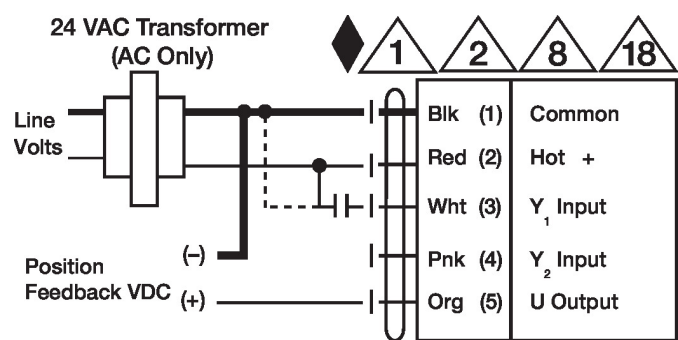 24 VAC Transformer
(AC Only)
1 2 8 18
Line
Volts
Blk (1) Common
Red (2) Hot +
Wht (3) Y1 Input
Pnk (4) Y2 Input
Org (5) U Output
Position
Feedback VDC
(–)
(+)